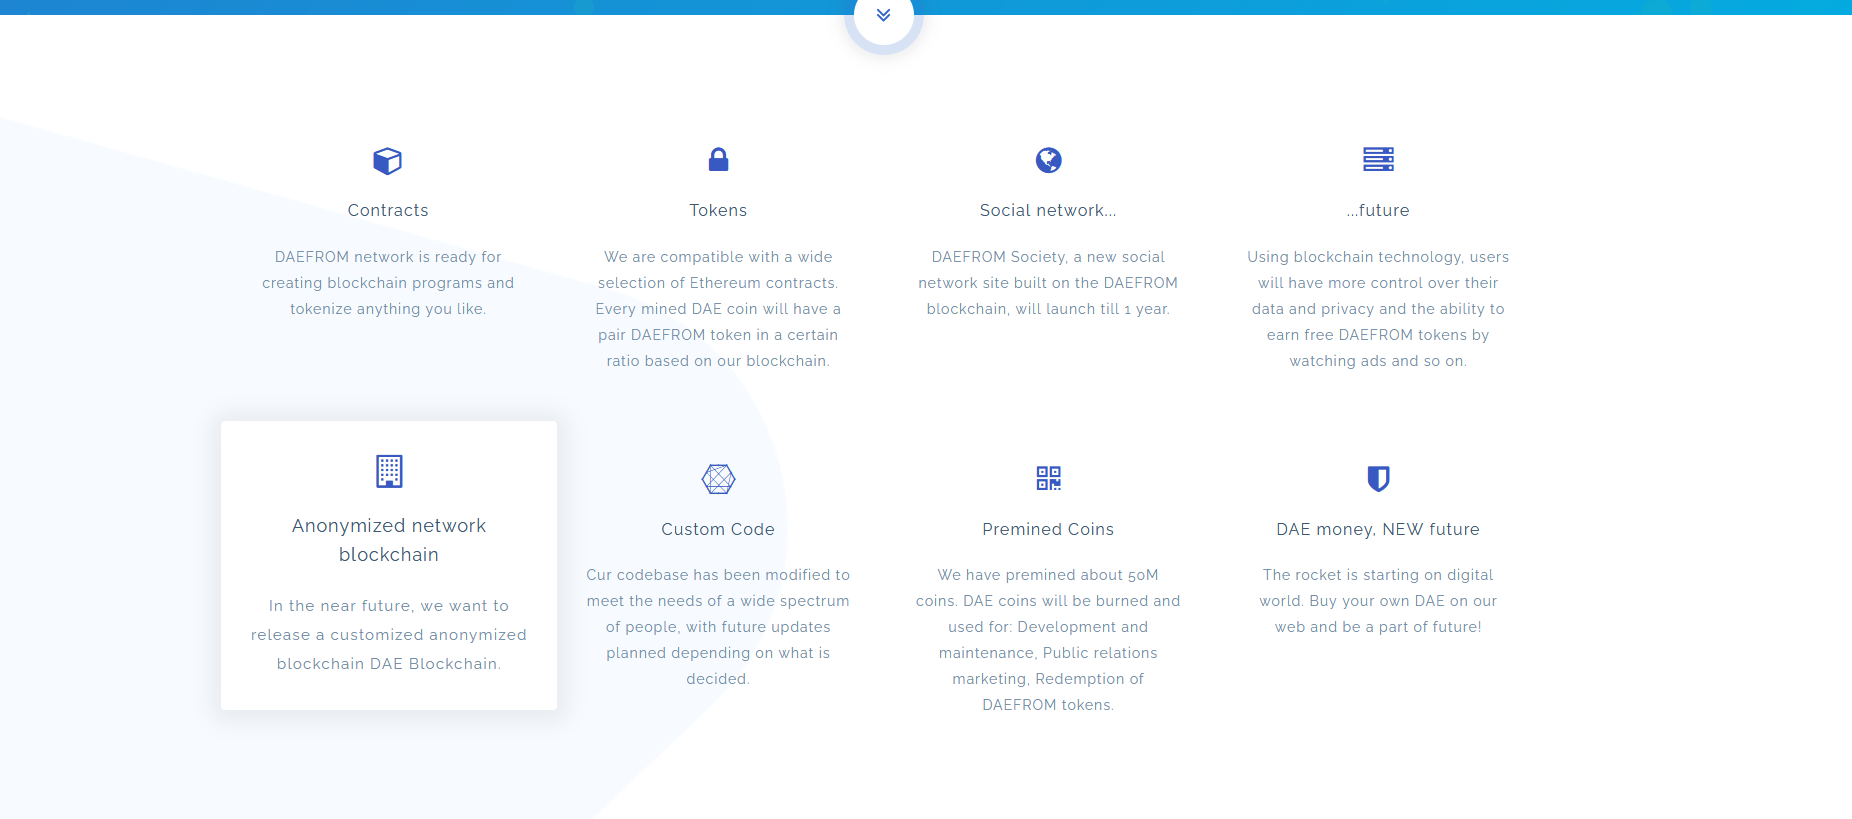 Contracts
DAEFROM network is ready for
creating blockchain programs and
tokenize anything you like.
Tokens
We are compatible with a wide
selection of Ethereum contracts.
Every mined DAE coin will have a
pair DAEFROM token in a certain
ratio based on our blockchain.
Social network...
DAEFROM Society, a new social
network site built on the DAEFROM
blockchain, will launch till 1 year.
...future
Using blockchain technology, users
will have more control over their
data and privacy and the ability to
earn free DAEFROM tokens by
watching ads and so on.
Anonymized network
blockchain
In the near future, we want to
release a customized anonymized
blockchain DAE Blockchain.
Custom Code
Cur codebase has been modified to
meet the needs of a wide spectrum
of people, with future updates
planned depending on what is
decided.
Premined Coins
We have premined about 50M
coins. DAE coins will be burned and
used for: Development and
maintenance, Public relations
marketing, Redemption of
DAEFROM tokens.
DAE money, NEW future
The rocket is starting on digital
world. Buy your own DAE on our
web and be a part of future!